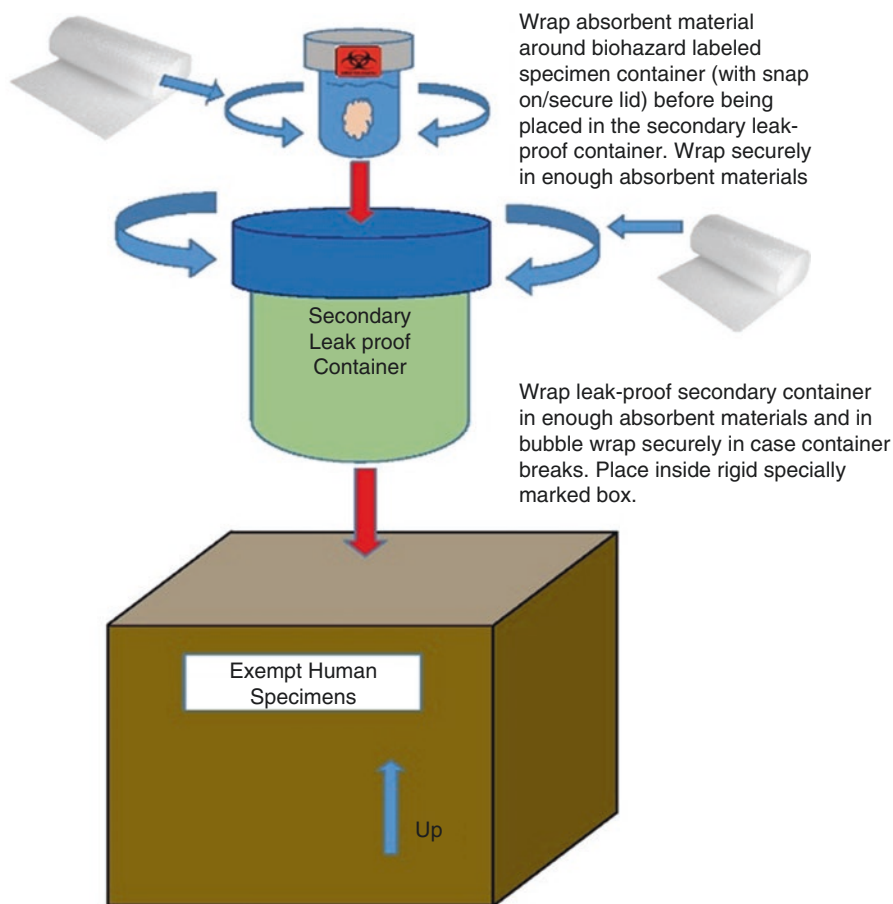 Wrap absorbent material
around biohazard labeled
specimen container (with snap
on/secure lid) before being
placed in the secondary leak-
proof container. Wrap securely
in enough absorbent materials
Secondary
Leak proof
Container
Wrap leak-proof secondary container
in enough absorbent materials and in
bubble wrap securely in case container
breaks. Place inside rigid specially
marked box.
Exempt Human
Specimens
Up